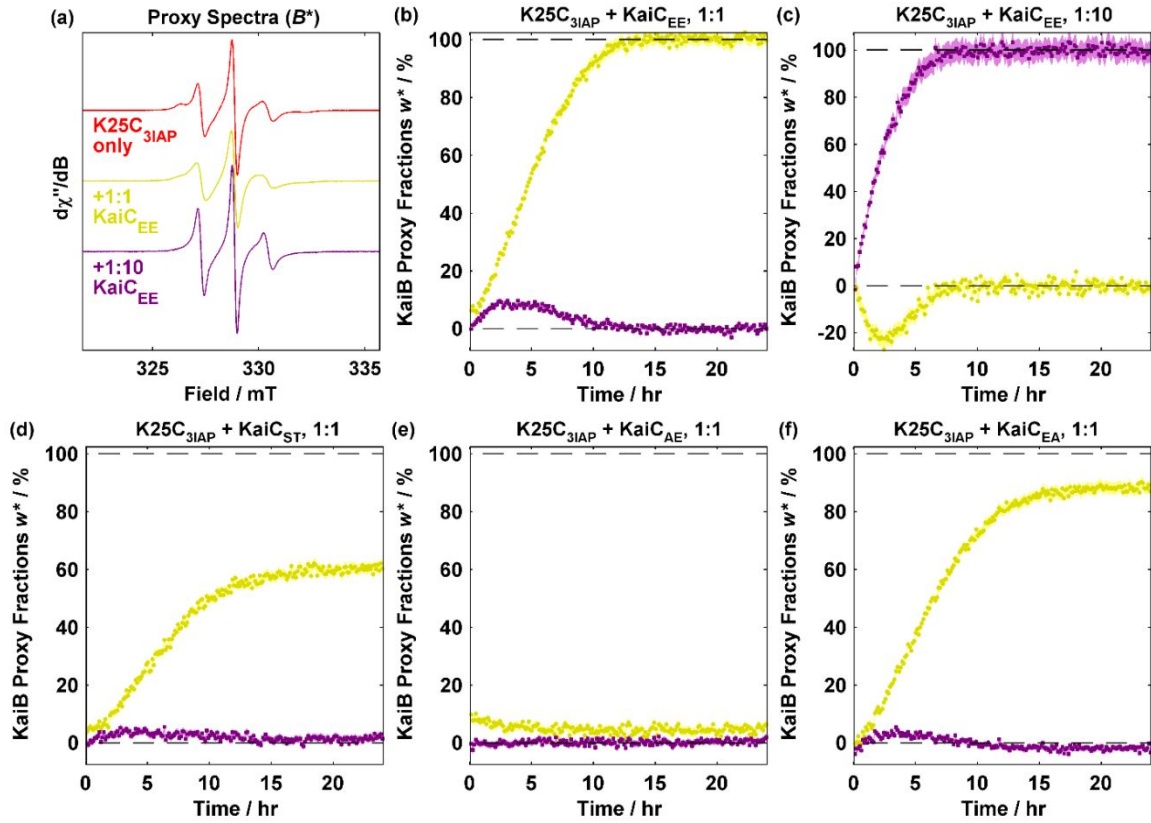 (a) Proxy Spectra (B*)
K25C3IAP
only
+1:1
KaiCEE
+1:10
KaiCEE
dχ''/dB
325 330 335
Field / mT
(b) K25C3IAP + KaiCEE, 1:1
KaiB Proxy Fractions w* / %
100
80
60
40
20
0
0 5 10 15 20
Time / hr
(c) K25C3IAP + KaiCEE, 1:10
KaiB Proxy Fractions w* / %
100
80
60
40
20
0
-20
0 5 10 15 20
Time / hr
(d) K25C3IAP + KaiCST, 1:1
KaiB Proxy Fractions w* / %
100
80
60
40
20
0
0 5 10 15 20
Time / hr
(e) K25C3IAP + KaiCAE, 1:1
KaiB Proxy Fractions w* / %
100
80
60
40
20
0
0 5 10 15 20
Time / hr
(f) K25C3IAP + KaiCEA, 1:1
KaiB Proxy Fractions w* / %
100
80
60
40
20
0
0 5 10 15 20
Time / hr